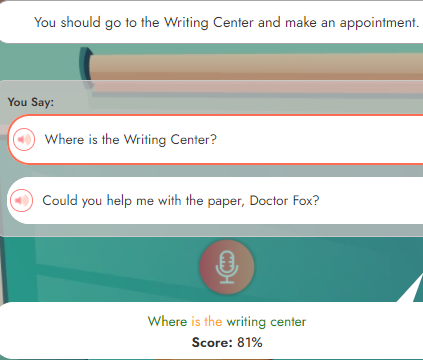 You should go to the Writing Center and make an appointment.
You Say:
Where is the Writing Center?
Could you help me with the paper, Doctor Fox?
Where is the writing center
Score: 81%